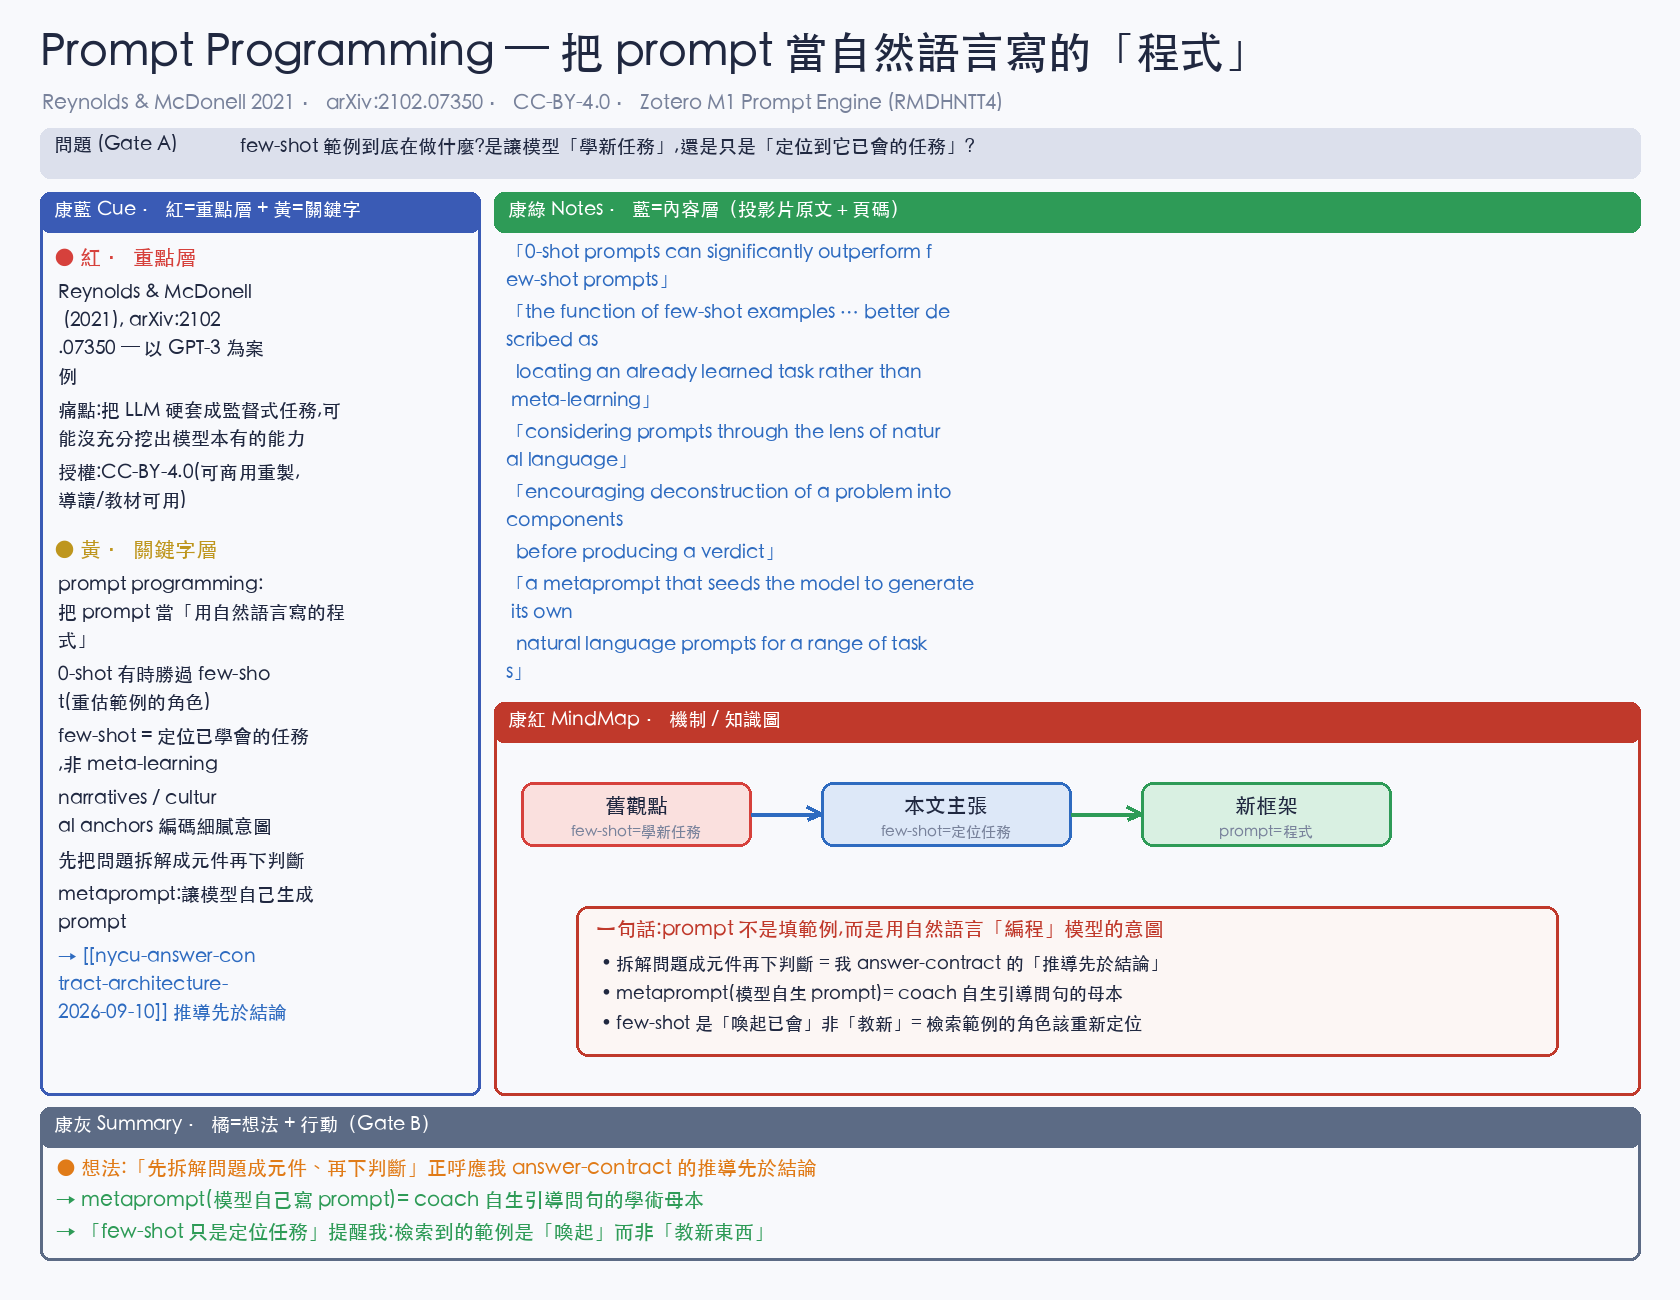 Prompt Programming — 把 prompt 當自然語言寫的「程式」
Reynolds & McDonell 2021 · arXiv:2102.07350 · CC-BY-4.0 · Zotero M1 Prompt Engine (RMDHNTT4)
問題 (Gate A) few-shot 範例到底在做什麼?是讓模型「學新任務」,還是只是「定位到它已會的任務」?
康藍 Cue · 紅=重點層 + 黃=關鍵字
● 紅 · 重點層
Reynolds & McDonell
(2021), arXiv:2102
.07350 — 以 GPT-3 為案
例
痛點:把 LLM 硬套成監督式任務,可
能沒充分挖出模型本有的能力
授權:CC-BY-4.0(可商用重製,
導讀/教材可用)
● 黃 · 關鍵字層
prompt programming:
把 prompt 當「用自然語言寫的程
式」
0-shot 有時勝過 few-sho
t(重估範例的角色)
few-shot = 定位已學會的任務
,非 meta-learning
narratives / cultur
al anchors 編碼細膩意圖
先把問題拆解成元件再下判斷
metaprompt:讓模型自己生成
prompt
→ [[nycu-answer-con
tract-architecture-
2026-09-10]] 推導先於結論
康綠 Notes · 藍=內容層（投影片原文 + 頁碼）
「0-shot prompts can significantly outperform f
ew-shot prompts」
「the function of few-shot examples ⋯ better de
scribed as
locating an already learned task rather than
meta-learning」
「considering prompts through the lens of natur
al language」
「encouraging deconstruction of a problem into
components
before producing a verdict」
「a metaprompt that seeds the model to generate
its own
natural language prompts for a range of task
s」
康紅 MindMap · 機制 / 知識圖
舊觀點
few-shot=學新任務
本文主張
few-shot=定位任務
新框架
prompt=程式
一句話:prompt 不是填範例,而是用自然語言「編程」模型的意圖
• 拆解問題成元件再下判斷 = 我 answer-contract 的「推導先於結論」
• metaprompt(模型自生 prompt)= coach 自生引導問句的母本
• few-shot 是「喚起已會」非「教新」= 檢索範例的角色該重新定位
康灰 Summary · 橘=想法 + 行動（Gate B）
● 想法:「先拆解問題成元件、再下判斷」正呼應我 answer-contract 的推導先於結論
→ metaprompt(模型自己寫 prompt)= coach 自生引導問句的學術母本
→ 「few-shot 只是定位任務」提醒我:檢索到的範例是「喚起」而非「教新東西」